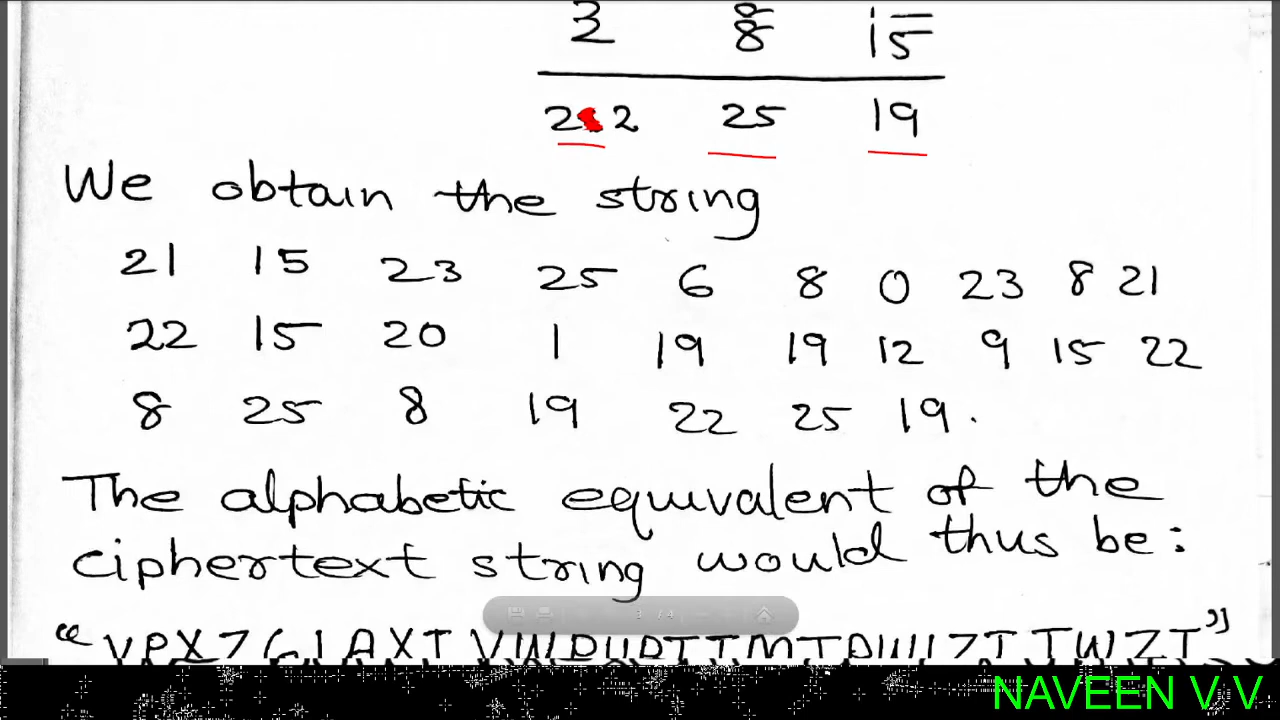 2 8 15
22 25 19
We obtain the string
21 15 23 25 6 8 0 23 8 21
22 15 20 1 19 19 12 9 15 22
8 25 8 19 22 25 19.
The alphabetic equivalent of the
ciphertext string would thus be:
NAVEEN V V